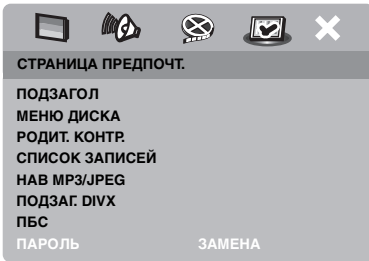 СТРАНИЦА ПРЕДПОЧТ.
ПОДЗАГОЛ
МЕНЮ ДИСКА
РОДИТ. КОНТР.
СПИСОК ЗАПИСЕЙ
НАВ MP3/JPEG
ПОДЗАГ. DIVX
ПБС
ПАРОЛЬ ЗАМЕНА